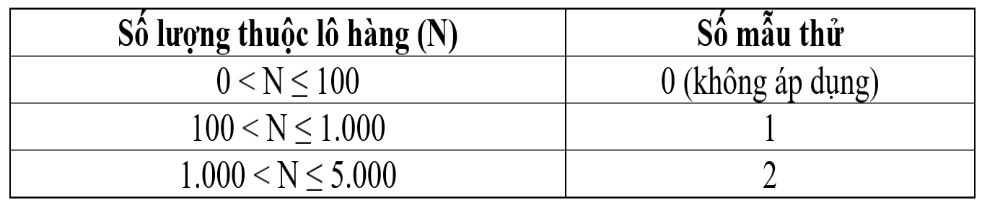 Số lượng thuộc lô hàng (N) Số mẫu thử
0 < N ≤ 100 0 (không áp dụng)
100 < N ≤ 1.000 1
1.000 < N ≤ 5.000 2